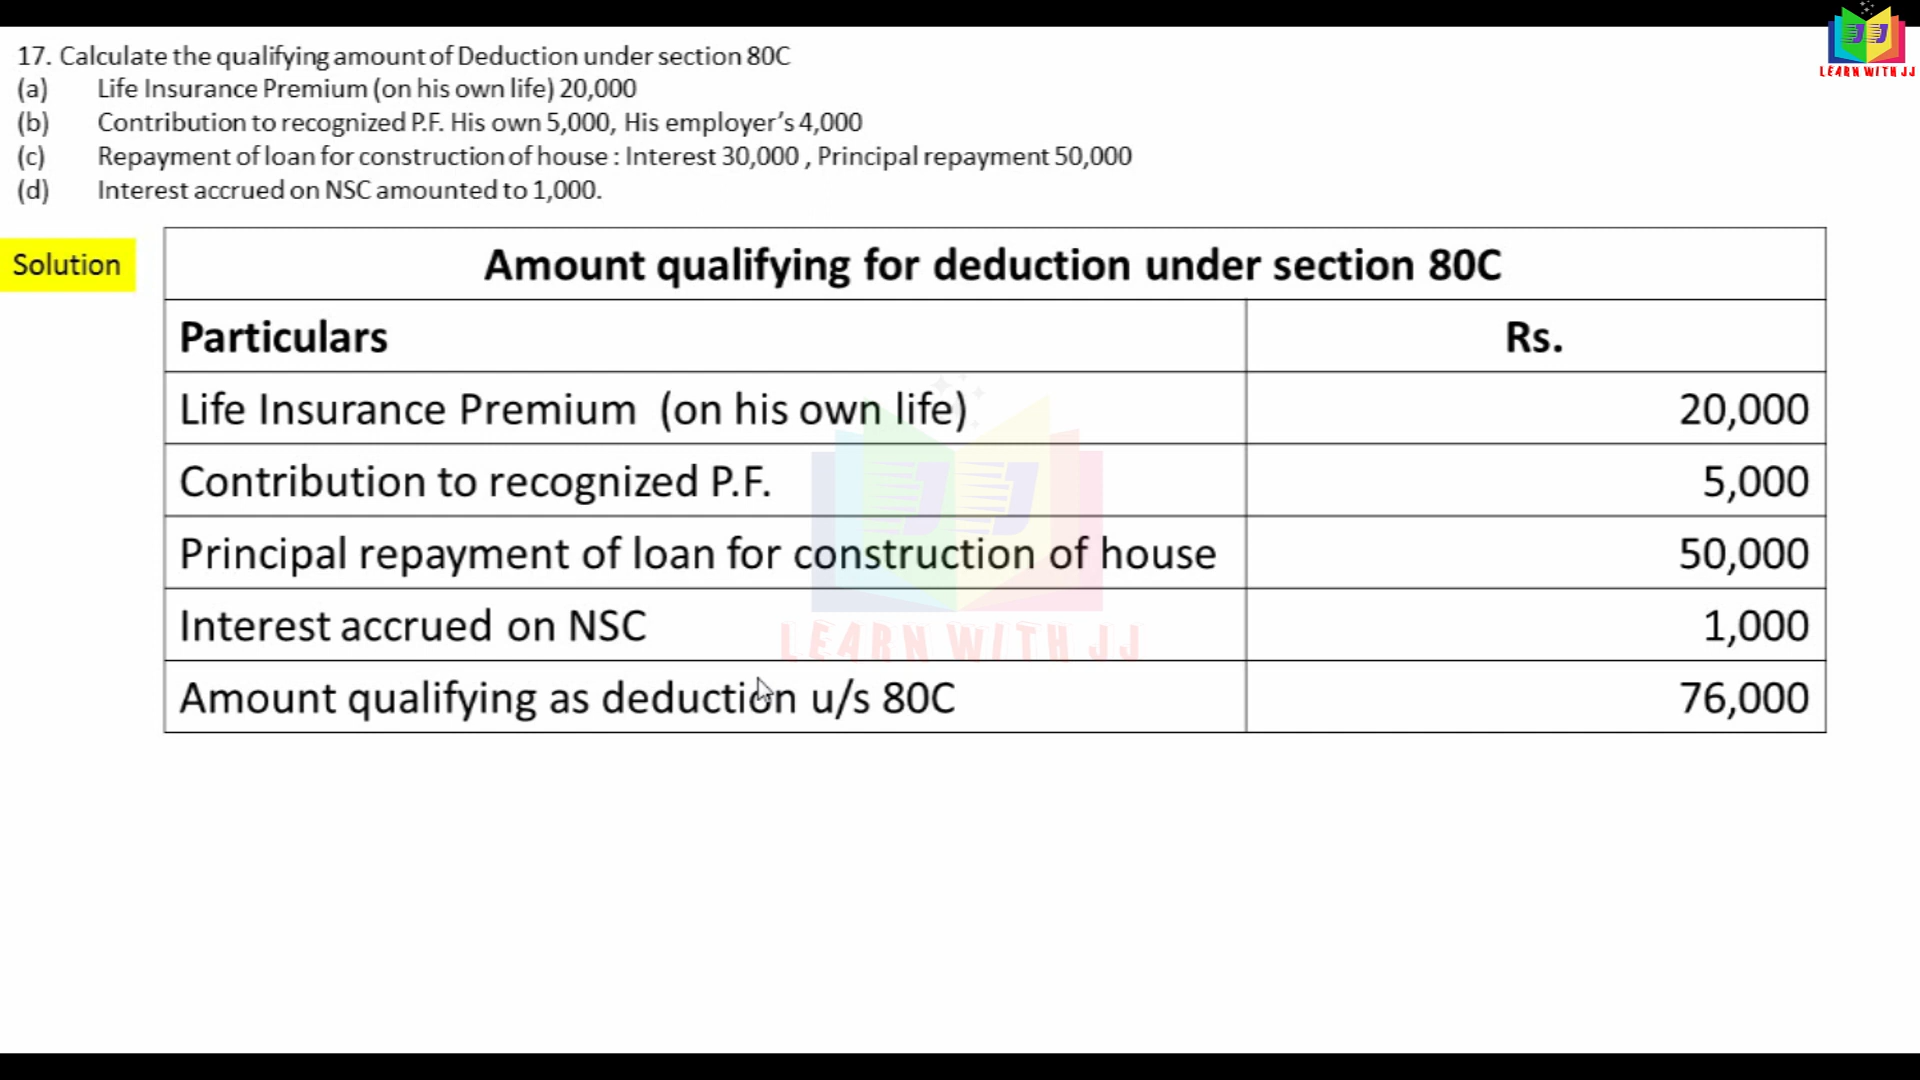 17. Calculate the qualifying amount of Deduction under section 80C
(a) Life Insurance Premium (on his own life) 20,000
(b) Contribution to recognized P.F. His own 5,000, His employer's 4,000
(c) Repayment of loan for construction of house : Interest 30,000 , Principal repayment 50,000
(d) Interest accrued on NSC amounted to 1,000.
JJ
LEARN WITH JJ
Solution
Amount qualifying for deduction under section 80C
Particulars Rs.
Life Insurance Premium (on his own life) 20,000
Contribution to recognized P.F. 5,000
Principal repayment of loan for construction of house 50,000
Interest accrued on NSC 1,000
Amount qualifying as deduction u/s 80C 76,000
JJ
LEARN WITH JJ